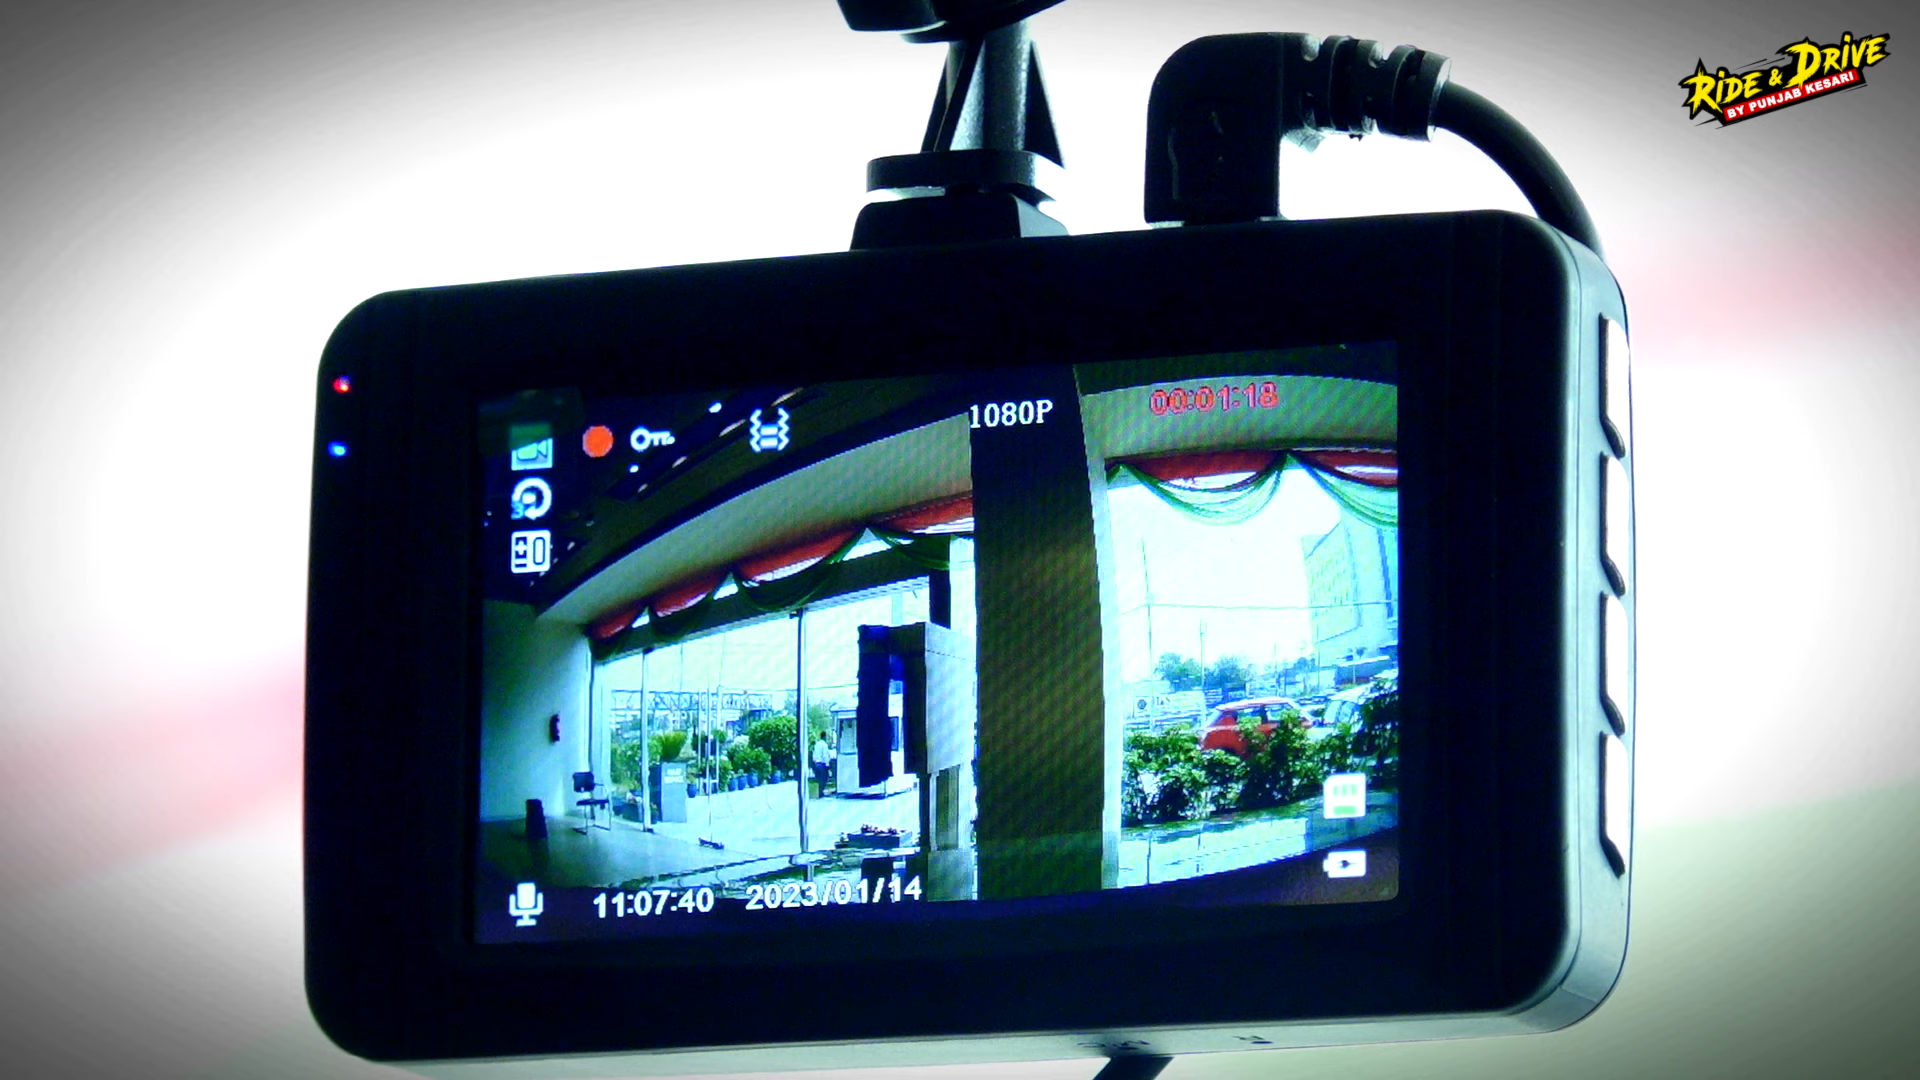 RIDE & DRIVE
BY PUNJAB KESARI
1080P
00:01:18
11:07:40 2023/01/14